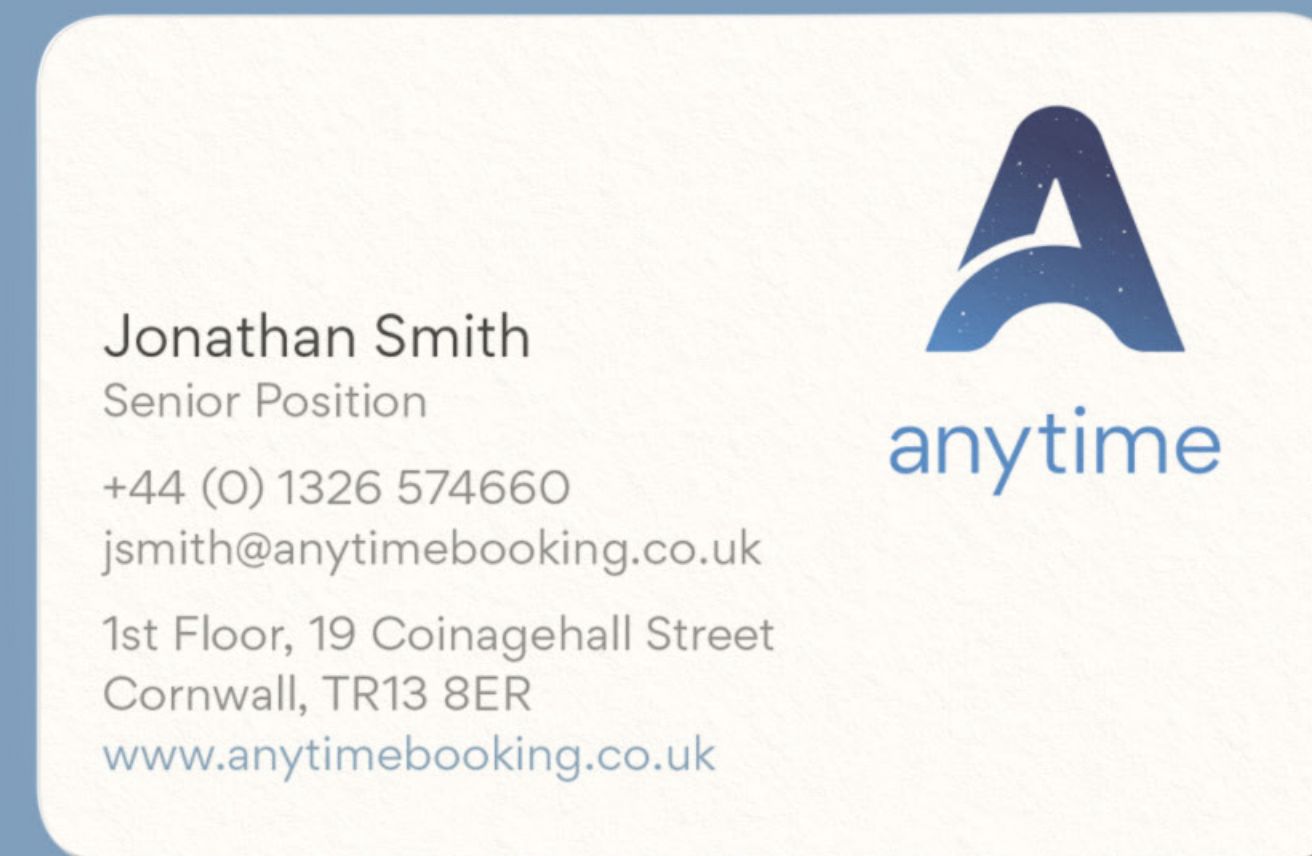 Jonathan Smith
Senior Position
+44 (0) 1326 574660
jsmith@anytimebooking.co.uk
1st Floor, 19 Coinagehall Street
Cornwall, TR13 8ER
www.anytimebooking.co.uk
A
anytime